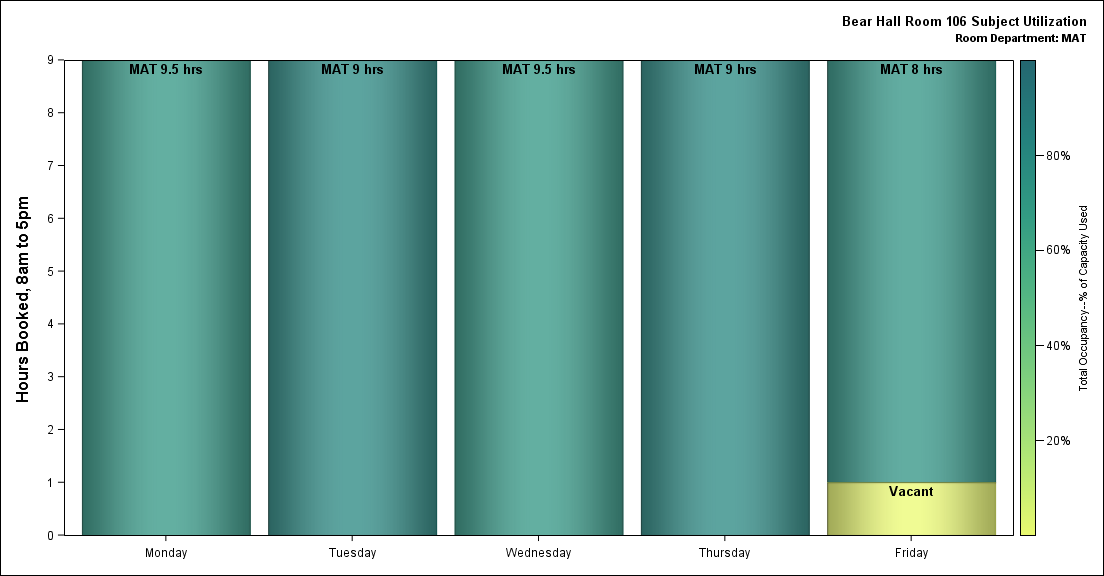 Bear Hall Room 106 Subject Utilization
Room Department: MAT
Hours Booked, 8am to 5pm
9
8
7
6
5
4
3
2
1
0
MAT 9.5 hrs
MAT 9 hrs
MAT 9.5 hrs
MAT 9 hrs
MAT 8 hrs
Vacant
Monday
Tuesday
Wednesday
Thursday
Friday
80%
60%
40%
20%
Total Occupancy--% of Capacity Used